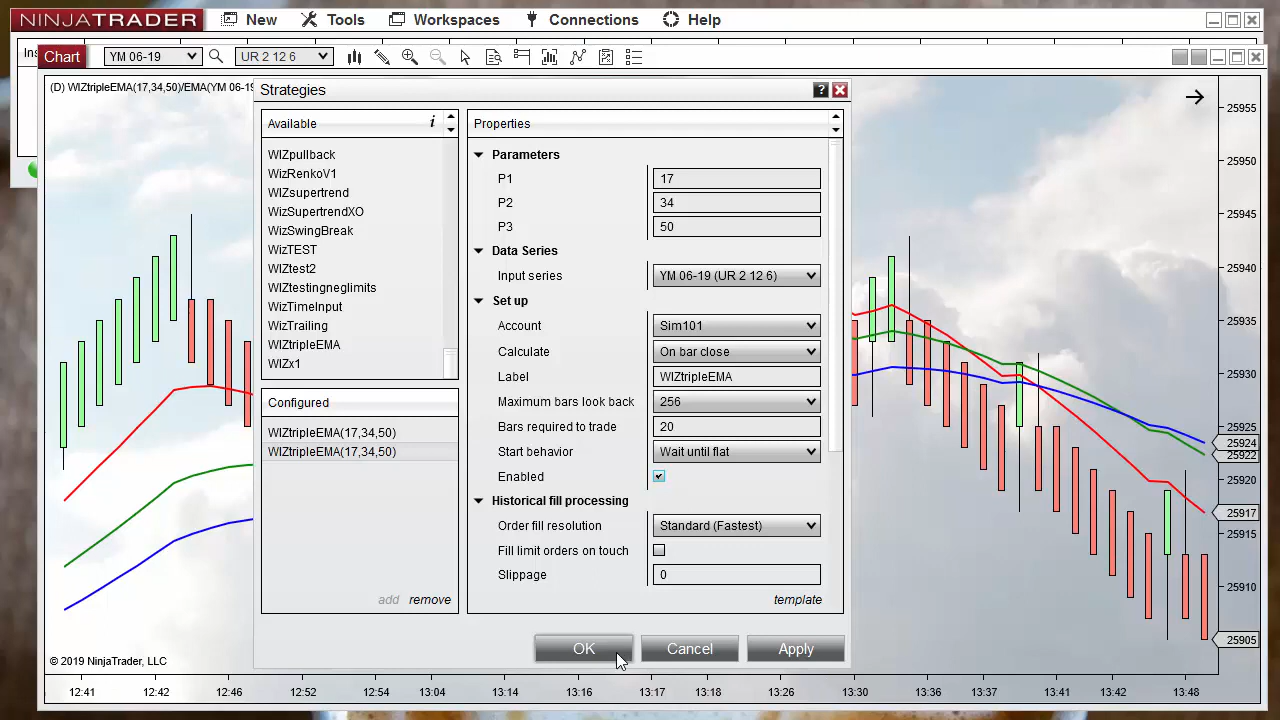 NINJATRADER New Tools Workspaces Connections Help
Ins
Chart YM 06-19 UR 2 12 6
(D) WIZtripleEMA(17,34,50)/EMA(YM 06-19
Strategies ?
Available i
WIZpullback
WizRenkoV1
WIZsupertrend
WizSupertrendXO
WizSwingBreak
WizTEST
WIZtest2
WIZtestingneglimits
WizTimeInput
WizTrailing
WIZtripleEMA
WIZx1
Configured
WIZtripleEMA(17,34,50)
WIZtripleEMA(17,34,50)
add remove
Properties
Parameters
P1 17
P2 34
P3 50
Data Series
Input series YM 06-19 (UR 2 12 6)
Set up
Account Sim101
Calculate On bar close
Label WIZtripleEMA
Maximum bars look back 256
Bars required to trade 20
Start behavior Wait until flat
Enabled
Historical fill processing
Order fill resolution Standard (Fastest)
Fill limit orders on touch
Slippage 0
template
OK Cancel Apply
25955
25950
25945
25940
25935
25930
25925
25924
25922
25920
25917
25915
25910
25905
© 2019 NinjaTrader, LLC
12:41 12:42 12:46 12:52 12:54 13:04 13:14 13:16 13:17 13:18 13:26 13:30 13:36 13:37 13:41 13:42 13:48